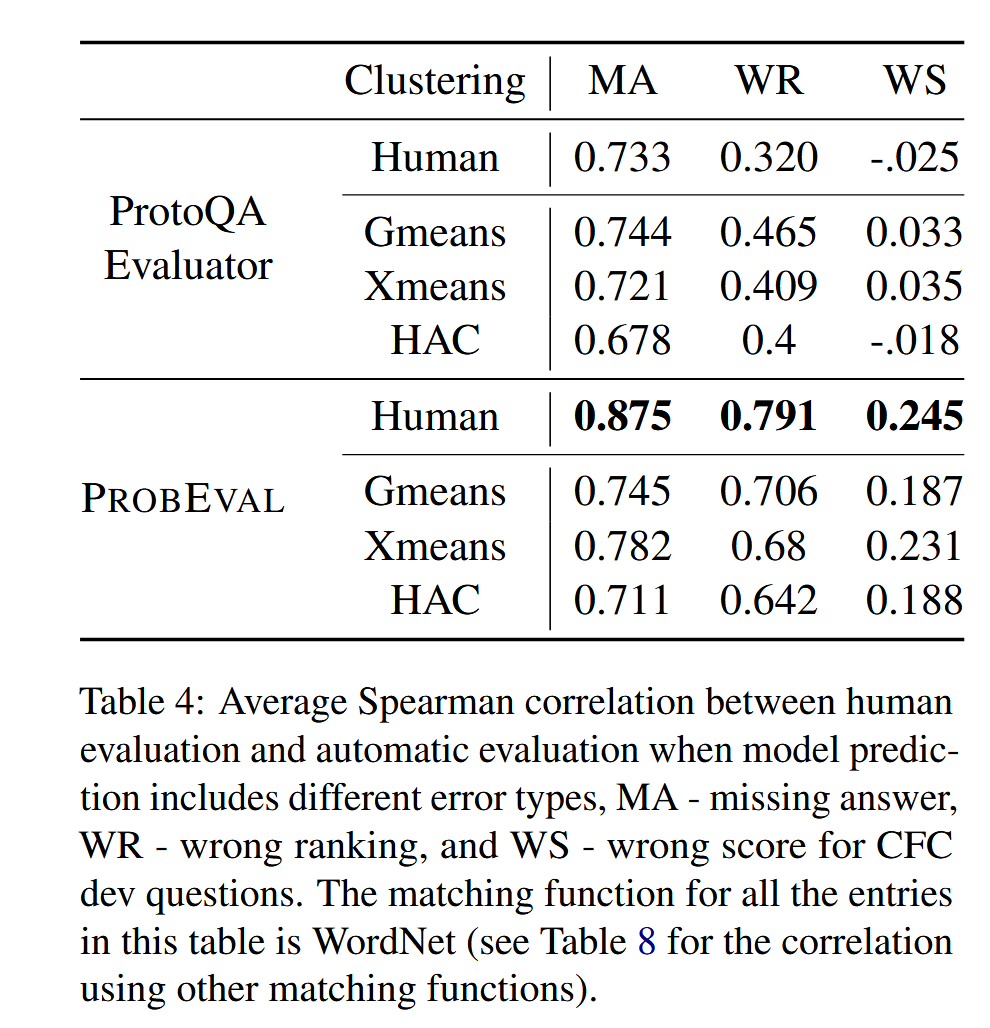 Clustering MA WR WS
Human 0.733 0.320 -.025
ProtoQA
Evaluator
Gmeans 0.744 0.465 0.033
Xmeans 0.721 0.409 0.035
HAC 0.678 0.4 -.018
Human 0.875 0.791 0.245
PROBEVAL
Gmeans 0.745 0.706 0.187
Xmeans 0.782 0.68 0.231
HAC 0.711 0.642 0.188
Table 4: Average Spearman correlation between human
evaluation and automatic evaluation when model predic-
tion includes different error types, MA - missing answer,
WR - wrong ranking, and WS - wrong score for CFC
dev questions. The matching function for all the entries
in this table is WordNet (see Table 8 for the correlation
using other matching functions).